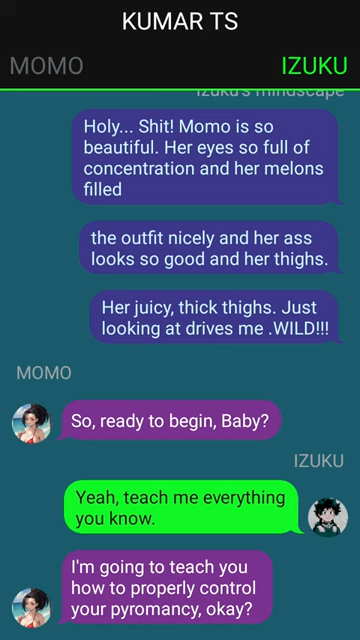 KUMAR TS
MOMO
IZUKU
Izuku's mindscape
Holy... Shit! Momo is so
beautiful. Her eyes so full of
concentration and her melons
filled
the outfit nicely and her ass
looks so good and her thighs.
Her juicy, thick thighs. Just
looking at drives me .WILD!!!
MOMO
So, ready to begin, Baby?
IZUKU
Yeah, teach me everything
you know.
I'm going to teach you
how to properly control
your pyromancy, okay?